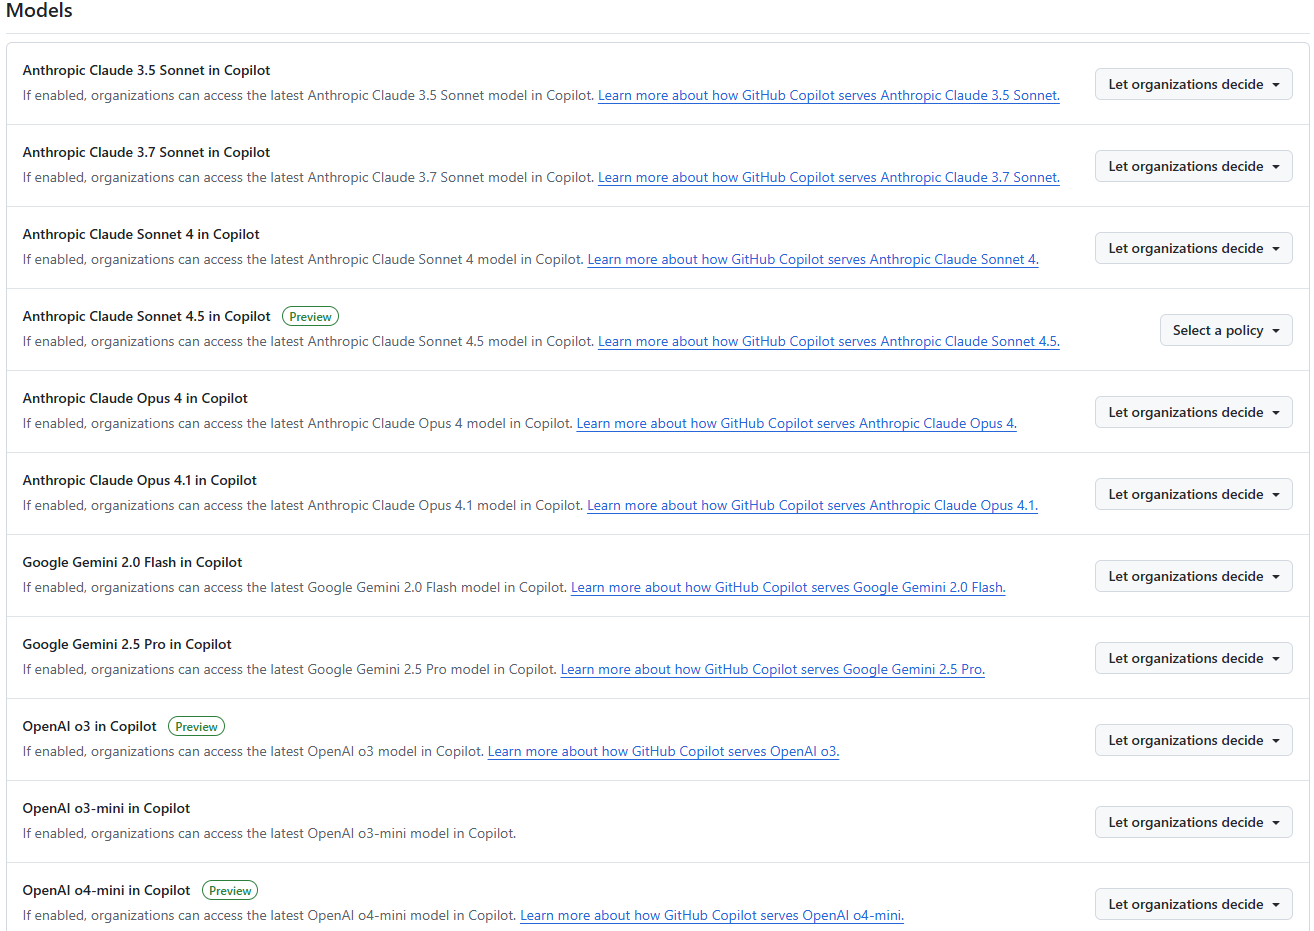 Models
Anthropic Claude 3.5 Sonnet in Copilot
If enabled, organizations can access the latest Anthropic Claude 3.5 Sonnet model in Copilot. Learn more about how GitHub Copilot serves Anthropic Claude 3.5 Sonnet.
Let organizations decide
Anthropic Claude 3.7 Sonnet in Copilot
If enabled, organizations can access the latest Anthropic Claude 3.7 Sonnet model in Copilot. Learn more about how GitHub Copilot serves Anthropic Claude 3.7 Sonnet.
Let organizations decide
Anthropic Claude Sonnet 4 in Copilot
If enabled, organizations can access the latest Anthropic Claude Sonnet 4 model in Copilot. Learn more about how GitHub Copilot serves Anthropic Claude Sonnet 4.
Let organizations decide
Anthropic Claude Sonnet 4.5 in Copilot Preview
If enabled, organizations can access the latest Anthropic Claude Sonnet 4.5 model in Copilot. Learn more about how GitHub Copilot serves Anthropic Claude Sonnet 4.5.
Select a policy
Anthropic Claude Opus 4 in Copilot
If enabled, organizations can access the latest Anthropic Claude Opus 4 model in Copilot. Learn more about how GitHub Copilot serves Anthropic Claude Opus 4.
Let organizations decide
Anthropic Claude Opus 4.1 in Copilot
If enabled, organizations can access the latest Anthropic Claude Opus 4.1 model in Copilot. Learn more about how GitHub Copilot serves Anthropic Claude Opus 4.1.
Let organizations decide
Google Gemini 2.0 Flash in Copilot
If enabled, organizations can access the latest Google Gemini 2.0 Flash model in Copilot. Learn more about how GitHub Copilot serves Google Gemini 2.0 Flash.
Let organizations decide
Google Gemini 2.5 Pro in Copilot
If enabled, organizations can access the latest Google Gemini 2.5 Pro model in Copilot. Learn more about how GitHub Copilot serves Google Gemini 2.5 Pro.
Let organizations decide
OpenAI o3 in Copilot Preview
If enabled, organizations can access the latest OpenAI o3 model in Copilot. Learn more about how GitHub Copilot serves OpenAI o3.
Let organizations decide
OpenAI o3-mini in Copilot
If enabled, organizations can access the latest OpenAI o3-mini model in Copilot.
Let organizations decide
OpenAI o4-mini in Copilot Preview
If enabled, organizations can access the latest OpenAI o4-mini model in Copilot. Learn more about how GitHub Copilot serves OpenAI o4-mini.
Let organizations decide